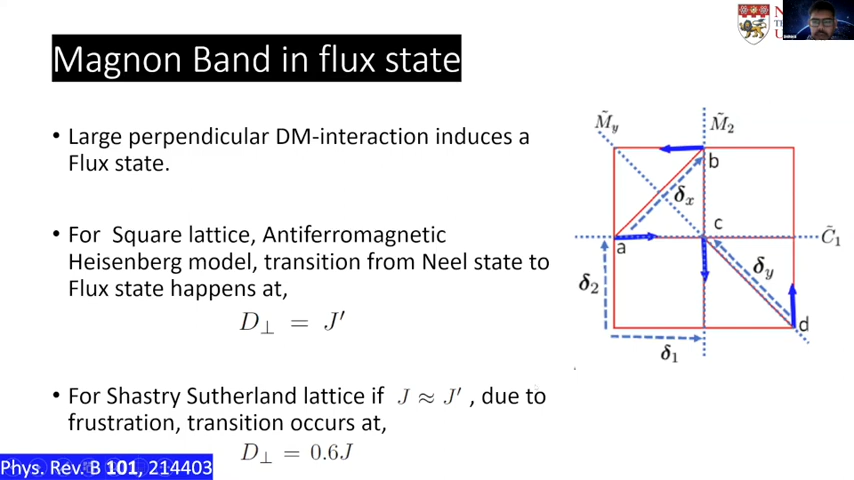 Magnon Band in flux state
• Large perpendicular DM-interaction induces a
Flux state.
• For Square lattice, Antiferromagnetic
Heisenberg model, transition from Neel state to
Flux state happens at,
D⊥ = J′
• For Shastry Sutherland lattice if J ≈ J′ , due to
frustration, transition occurs at,
D⊥ = 0.6J
Phys. Rev. B 101, 214403
M̃y
M̃2
b
δx
c
a
C̃1
δ2
δy
d
δ1